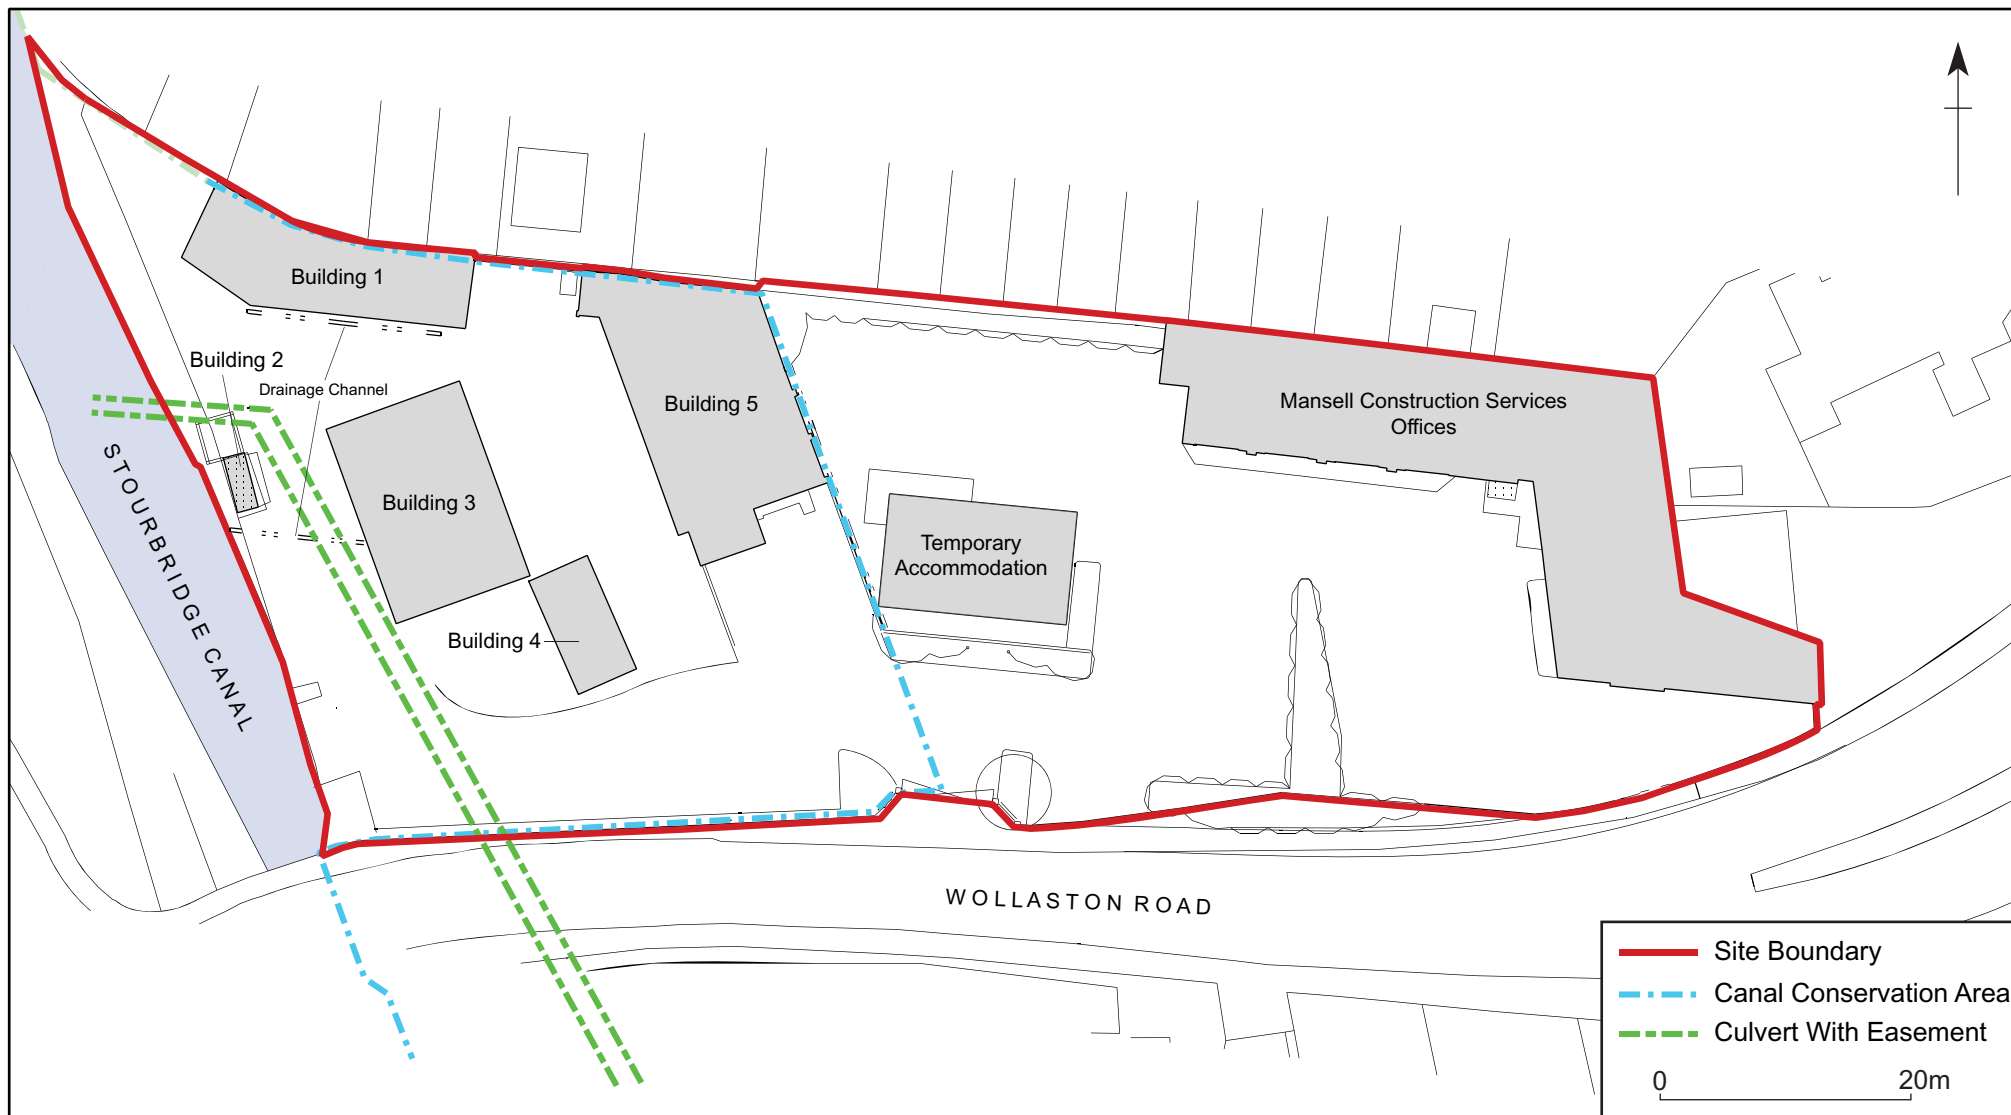 Building 1
Building 2
Drainage Channel
Building 5
Mansell Construction Services
Offices
STOURBRIDGE CANAL
Building 3
Temporary
Accommodation
Building 4
WOLLASTON ROAD
Site Boundary
Canal Conservation Area
Culvert With Easement
0 20m